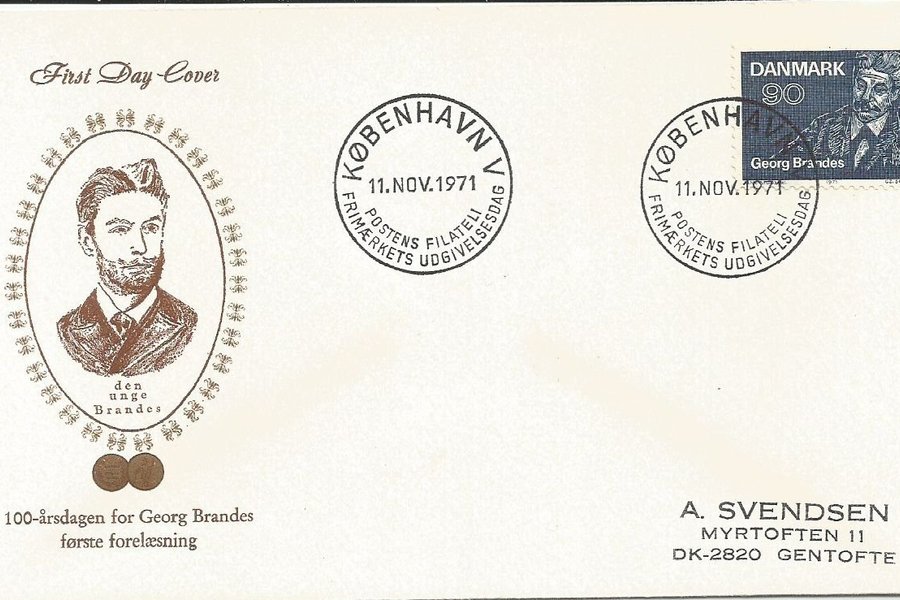 First Day Cover
den
unge
Brandes
100-årsdagen for Georg Brandes
første forelæsning
KØBENHAVN V
11.NOV.1971
POSTENS FILATELI
FRIMÆRKETS UDGIVELSESDAG
DANMARK
90
Georg Brandes
KØBENHAVN V
11.NOV.1971
POSTENS FILATELI
FRIMÆRKETS UDGIVELSESDAG
A. SVENDSEN
MYRTOFTEN 11
DK-2820 GENTOFTE